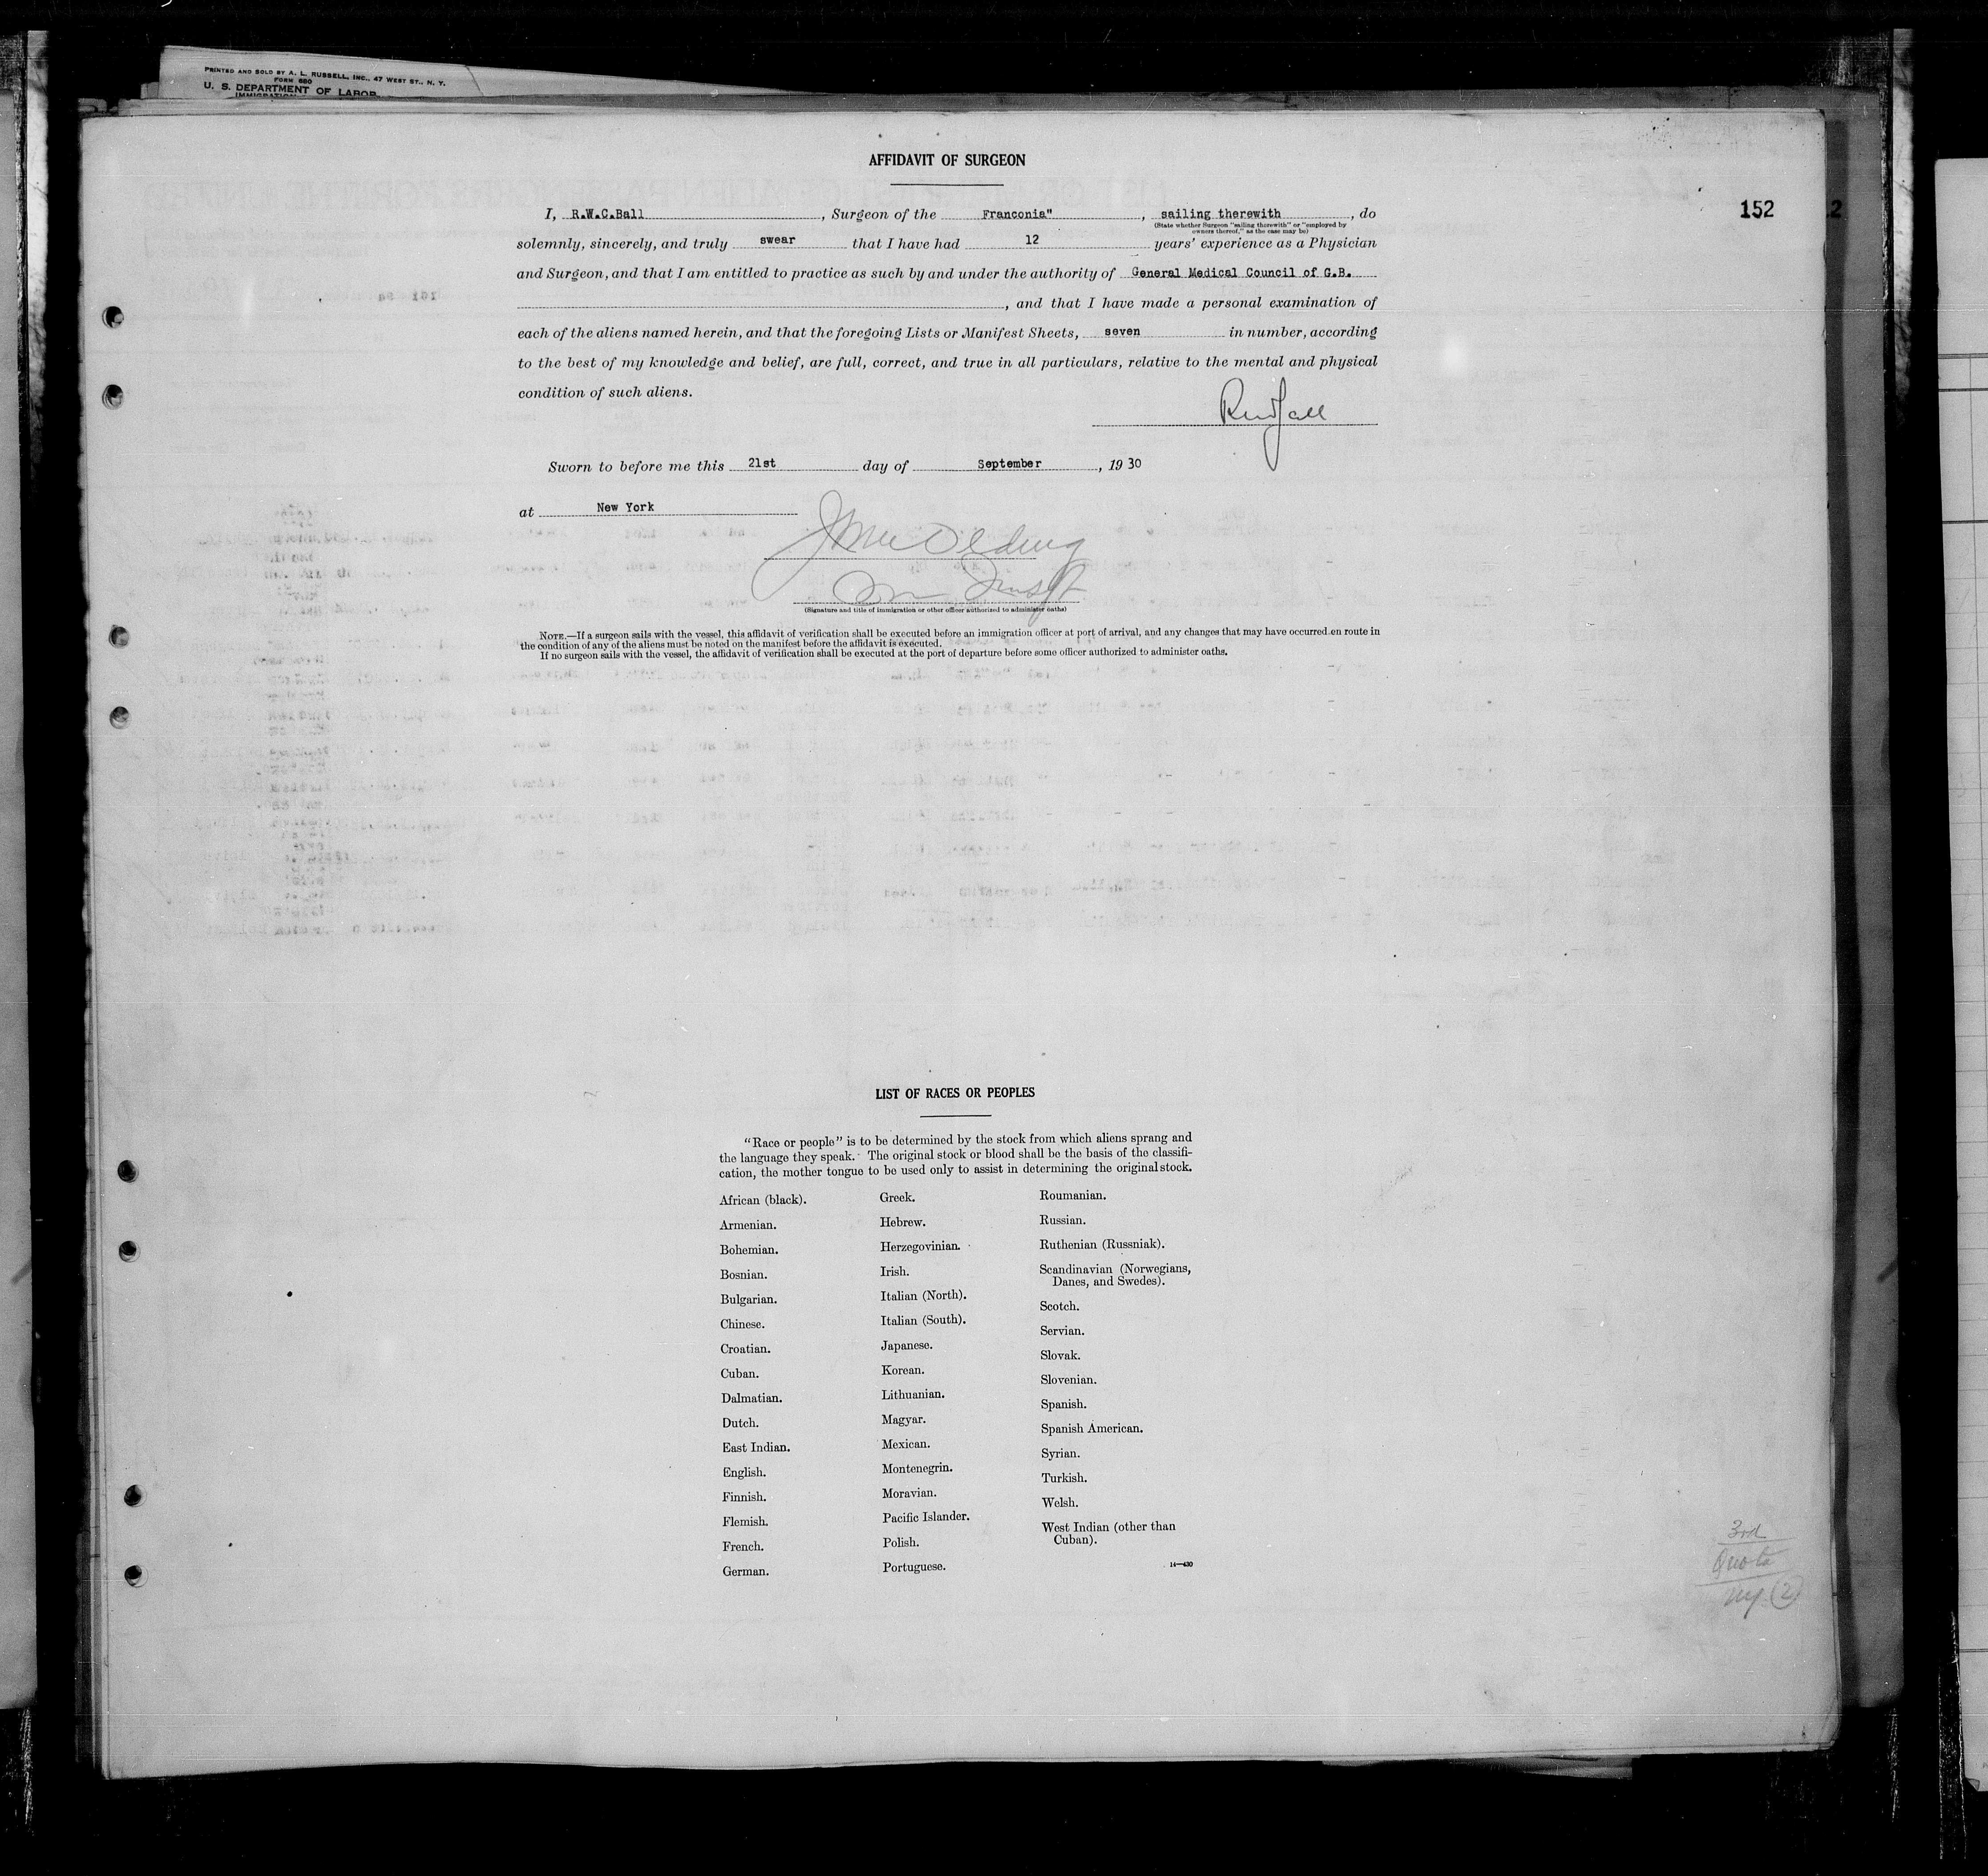 PRINTED AND SOLD BY A. L. RUSSELL, INC., 47 WEST ST., N. Y.
FORM 680
U. S. DEPARTMENT OF LABOR
IMMIGRATION
AFFIDAVIT OF SURGEON
152
2
I, R.W.C.Ball, Surgeon of the Franconia", sailing therewith, do
(State whether Surgeon "sailing therewith" or "employed by
owners thereof," as the case may be)
solemnly, sincerely, and truly swear that I have had 12 years' experience as a Physician
and Surgeon, and that I am entitled to practice as such by and under the authority of General Medical Council of G.B.
, and that I have made a personal examination of
each of the aliens named herein, and that the foregoing Lists or Manifest Sheets, seven in number, according
to the best of my knowledge and belief, are full, correct, and true in all particulars, relative to the mental and physical
condition of such aliens.
Sworn to before me this 21st day of September, 1930
at New York
(Signature and title of immigration or other officer authorized to administer oaths)
NOTE.—If a surgeon sails with the vessel, this affidavit of verification shall be executed before an immigration officer at port of arrival, and any changes that may have occurred en route in
the condition of any of the aliens must be noted on the manifest before the affidavit is executed.
If no surgeon sails with the vessel, the affidavit of verification shall be executed at the port of departure before some officer authorized to administer oaths.
LIST OF RACES OR PEOPLES
"Race or people" is to be determined by the stock from which aliens sprang and
the language they speak. The original stock or blood shall be the basis of the classifi-
cation, the mother tongue to be used only to assist in determining the original stock.
African (black).
Armenian.
Bohemian.
Bosnian.
Bulgarian.
Chinese.
Croatian.
Cuban.
Dalmatian.
Dutch.
East Indian.
English.
Finnish.
Flemish.
French.
German.
Greek.
Hebrew.
Herzegovinian.
Irish.
Italian (North).
Italian (South).
Japanese.
Korean.
Lithuanian.
Magyar.
Mexican.
Montenegrin.
Moravian.
Pacific Islander.
Polish.
Portuguese.
Roumanian.
Russian.
Ruthenian (Russniak).
Scandinavian (Norwegians,
Danes, and Swedes).
Scotch.
Servian.
Slovak.
Slovenian.
Spanish.
Spanish American.
Syrian.
Turkish.
Welsh.
West Indian (other than
Cuban).
14—430
3rd
Quota
NY (2)